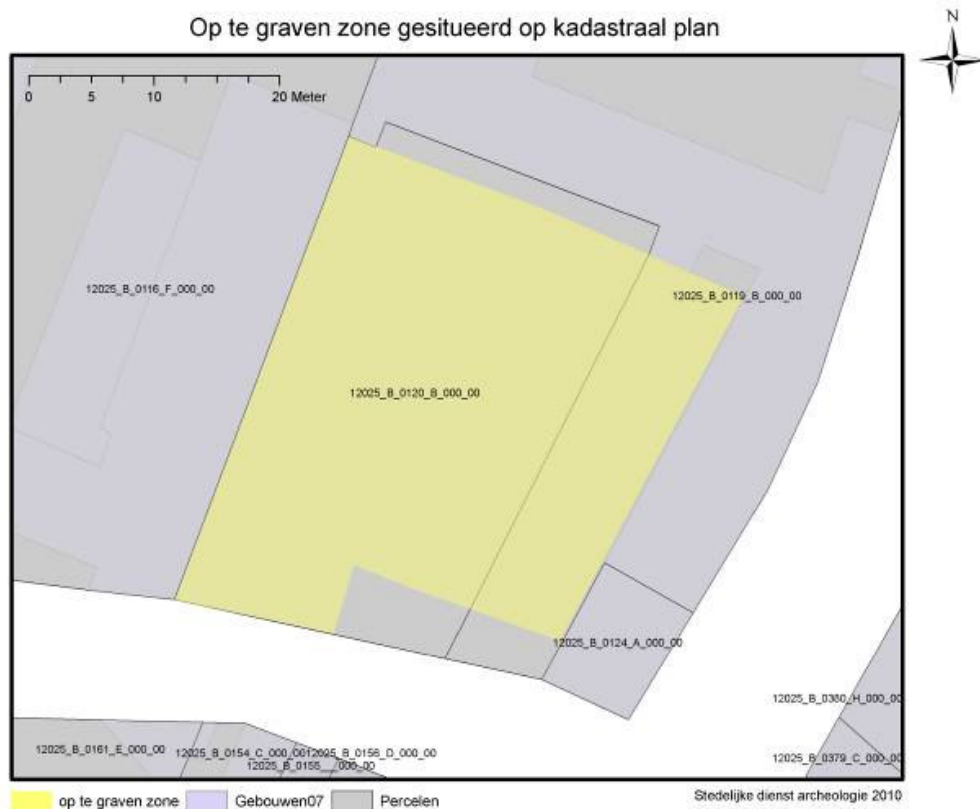 Op te graven zone gesitueerd op kadastraal plan
N
0 5 10 20 Meter
12025_B_0116_F_000_00
12025_B_0119_B_000_00
12025_B_0120_B_000_00
12025_B_0124_A_000_00
12025_B_0380_H_000_00
12025_B_0161_E_000_00
12025_B_0154_C_000_00
12025_B_0156_D_000_00
12025_B_0379_C_000_00
12025_B_0155__000_00
op te graven zone
Gebouwen07
Percelen
Stedelijke dienst archeologie 2010